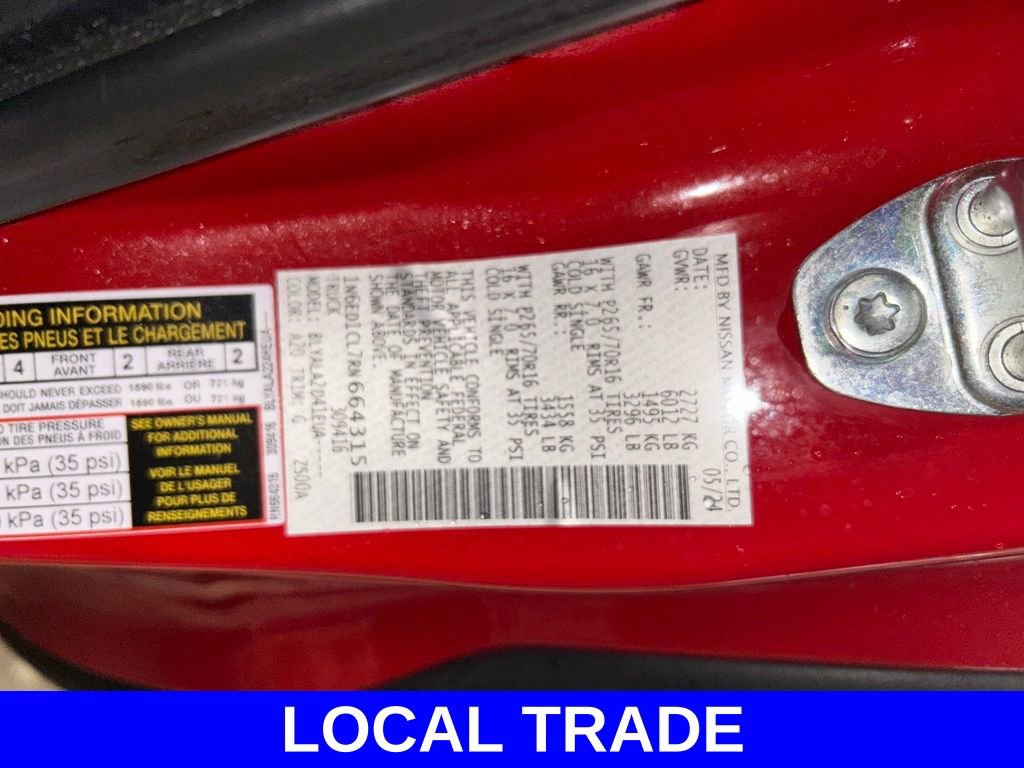 DING INFORMATION
DES PNEUS ET LE CHARGEMENT
4 FRONT AVANT 2 REAR ARRIÈRE 2
SHOULD NEVER EXCEED 1590 lbs OR 721 kg
DOIT JAMAIS DÉPASSER 1590 lbs OU 721 kg
D TIRE PRESSURE
ON DES PNEUS À FROID
kPa (35 psi)
kPa (35 psi)
kPa (35 psi)
SEE OWNER'S MANUAL
FOR ADDITIONAL
INFORMATION
VOIR LE MANUEL
DE L'USAGER
POUR PLUS DE
RENSEIGNEMENTS
MFD BY NISSAN MOTOR CO., LTD.
DATE: 05/24
GVWR: 2727 KG
6012 LB
GAWR FR.: 1495 KG
3296 LB
WITH P265/70R16 TIRES
16 X 7.0 RIMS AT 35 PSI
COLD SINGLE
GAWR RR.: 1558 KG
3434 LB
WITH P265/70R16 TIRES
16 X 7.0 RIMS AT 35 PSI
COLD SINGLE
THIS VEHICLE CONFORMS TO
ALL APPLICABLE FEDERAL
MOTOR VEHICLE SAFETY AND
THEFT PREVENTION
STANDARDS IN EFFECT ON
THE DATE OF MANUFACTURE
SHOWN ABOVE.
1N6ED1CL7RN664315
TRUCK 309416
MODEL: BLYALA2D41EUA-----
COLOR: A20 TRIM: G Z500A
LOCAL TRADE